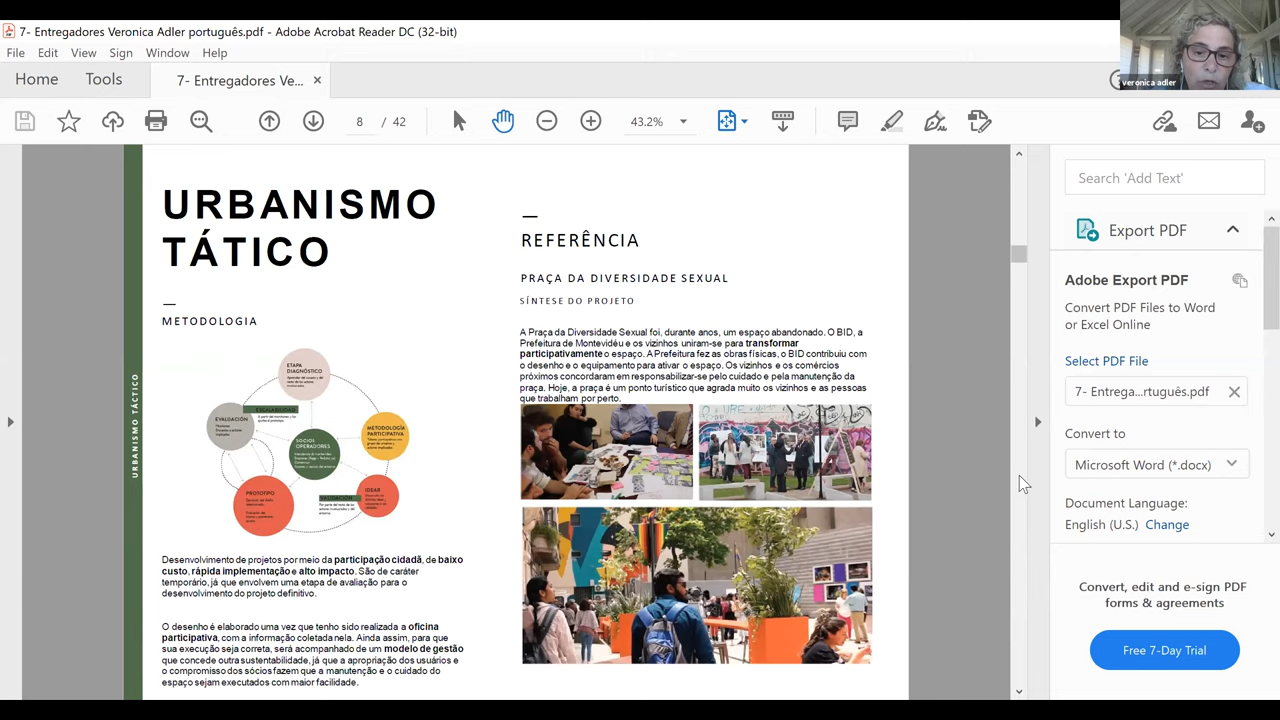 7- Entregadores Veronica Adler português.pdf - Adobe Acrobat Reader DC (32-bit)
File Edit View Sign Window Help
Home Tools 7- Entregadores Ve...
8 / 42 43.2%
veronica adler
URBANISMO
TÁTICO
METODOLOGIA
ETAPA
DIAGNÓSTICO
ESCALABILIDAD
EVALUACIÓN
METODOLOGÍA
PARTICIPATIVA
SOCIOS
OPERADORES
PROTOTIPO
IDEAR
VALIDACIÓN
URBANISMO TÁTICO
Desenvolvimento de projetos por meio da participação cidadã, de baixo
custo, rápida implementação e alto impacto. São de caráter
temporário, já que envolvem uma etapa de avaliação para o
desenvolvimento do projeto definitivo.
O desenho é elaborado uma vez que tenho sido realizada a oficina
participativa, com a informação coletada nela. Ainda assim, para que
sua execução seja correta, será acompanhado de um modelo de gestão
que concede outra sustentabilidade, já que a apropriação dos usuários e
o compromisso dos sócios fazem que a manutenção e o cuidado do
espaço sejam executados com maior facilidade.
REFERÊNCIA
PRAÇA DA DIVERSIDADE SEXUAL
SÍNTESE DO PROJETO
A Praça da Diversidade Sexual foi, durante anos, um espaço abandonado. O BID, a
Prefeitura de Montevidéu e os vizinhos uniram-se para transformar
participativamente o espaço. A Prefeitura fez as obras físicas, o BID contribuiu com
o desenho e o equipamento para ativar o espaço. Os vizinhos e os comércios
próximos concordaram em responsabilizar-se pelo cuidado e pela manutenção da
praça. Hoje, a praça é um ponto turístico que agrada muito os vizinhos e as pessoas
que trabalham por perto.
Search 'Add Text'
Export PDF
Adobe Export PDF
Convert PDF Files to Word
or Excel Online
Select PDF File
7- Entrega...rtuguês.pdf
Convert to
Microsoft Word (*.docx)
Document Language:
English (U.S.) Change
Convert, edit and e-sign PDF
forms & agreements
Free 7-Day Trial